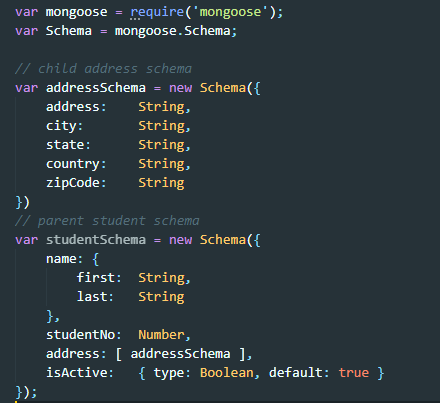 var mongoose = require('mongoose');
var Schema = mongoose.Schema;
// child address schema
var addressSchema = new Schema({
    address:    String,
    city:       String,
    state:      String,
    country:    String,
    zipCode:    String
})
// parent student schema
var studentSchema = new Schema({
    name: {
        first:  String,
        last:   String
    },
    studentNo:  Number,
    address: [ addressSchema ],
    isActive:   { type: Boolean, default: true }
});